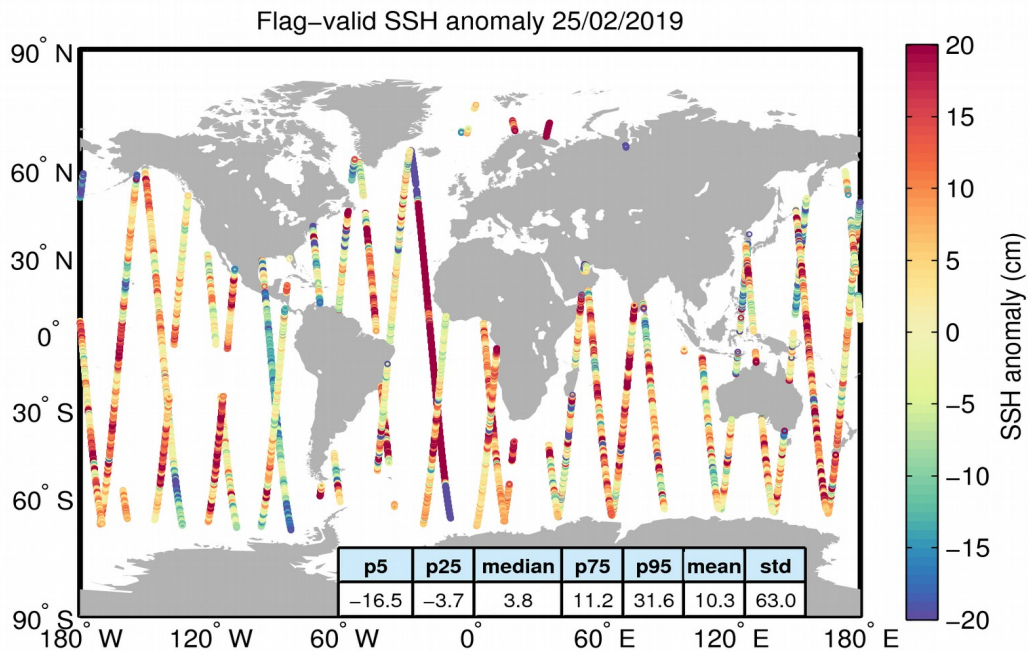 Flag−valid SSH anomaly 25/02/2019
90° N
60° N
30° N
0°
30° S
60° S
90° S
180° W
120° W
60° W
0°
60° E
120° E
180° E
p5 p25 median p75 p95 mean std
−16.5 −3.7 3.8 11.2 31.6 10.3 63.0
20
15
10
5
0
−5
−10
−15
−20
SSH anomaly (cm)